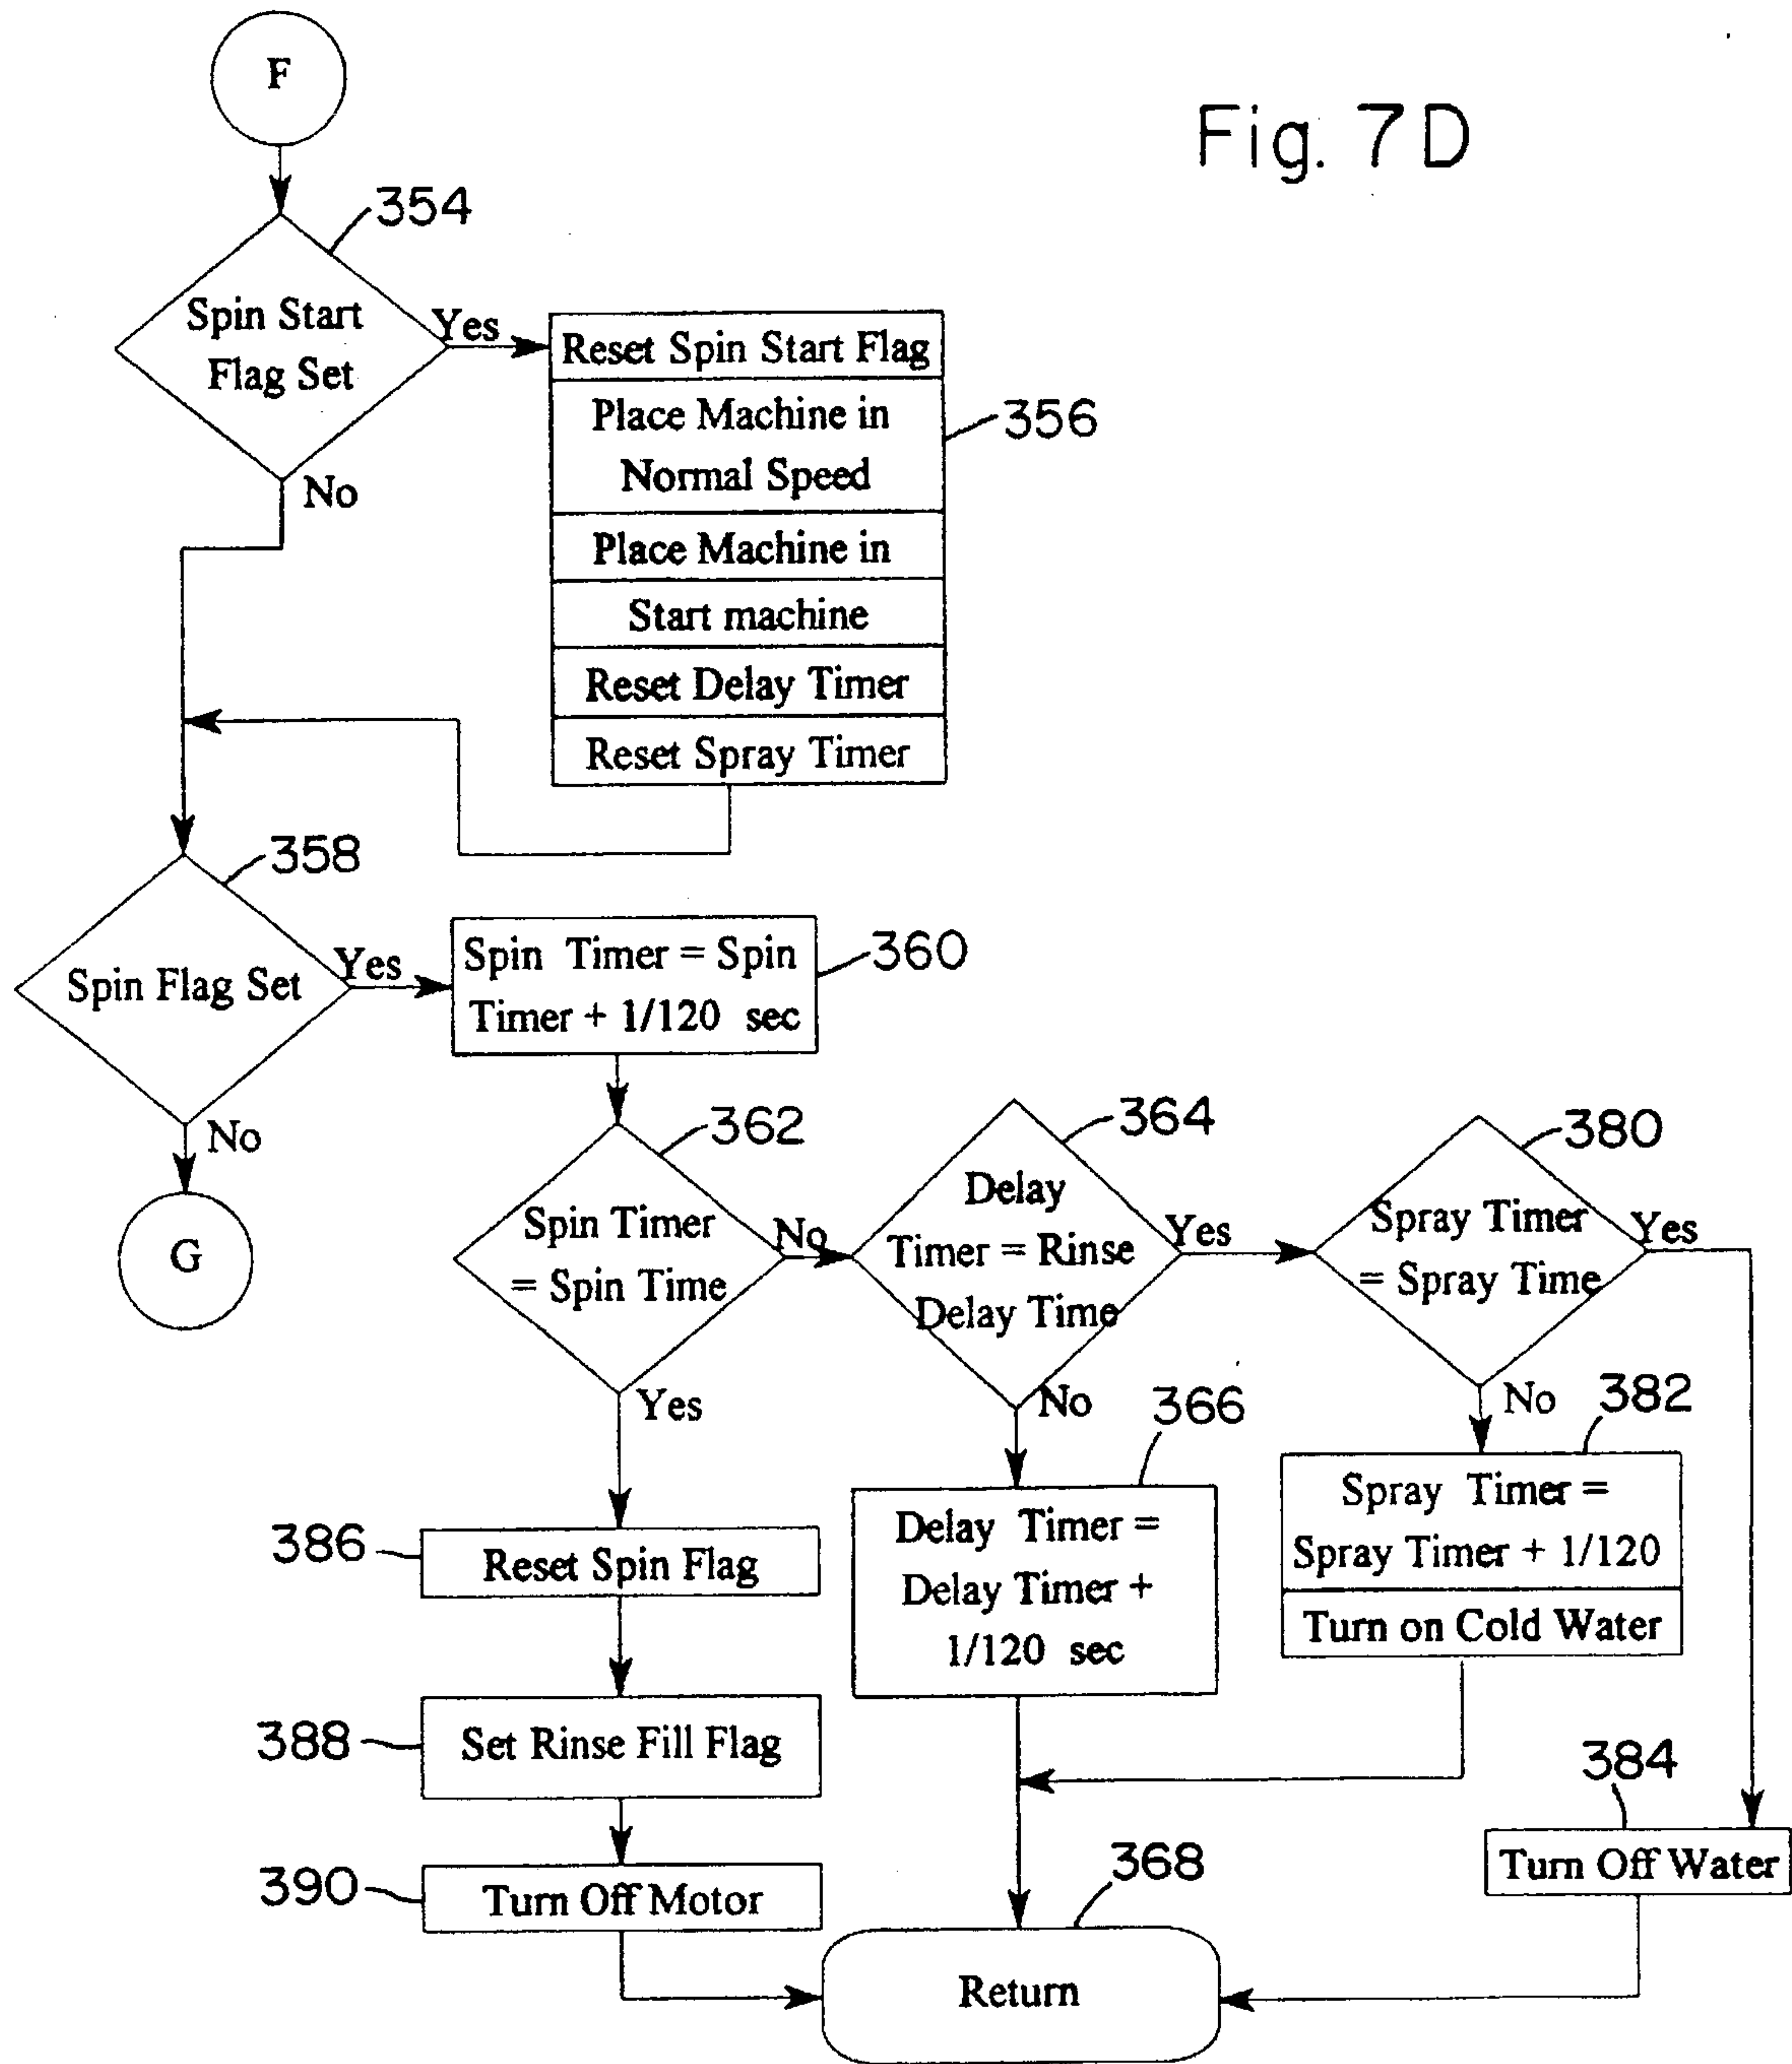 F
Fig. 7D
354
Spin Start
Flag Set
Yes
No
Reset Spin Start Flag
Place Machine in
Normal Speed
356
Place Machine in
Start machine
Reset Delay Timer
Reset Spray Timer
358
Spin Flag Set
Yes
No
G
Spin Timer = Spin
Timer + 1/120 sec
360
362
Spin Timer
= Spin Time
No
Yes
364
Delay
Timer = Rinse
Delay Time
Yes
No
380
Spray Timer
= Spray Time
Yes
No
366
Delay Timer =
Delay Timer +
1/120 sec
382
Spray Timer =
Spray Timer + 1/120
Turn on Cold Water
386
Reset Spin Flag
388
Set Rinse Fill Flag
384
Turn Off Water
390
Turn Off Motor
368
Return